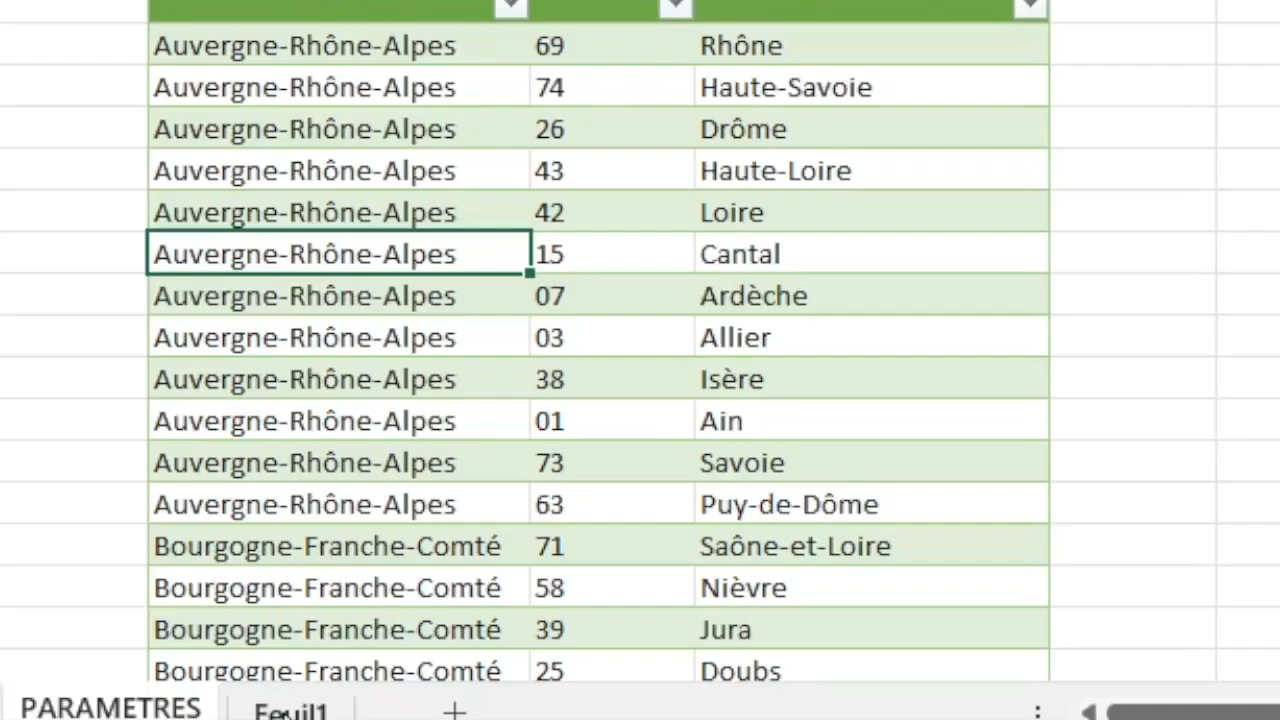 Auvergne-Rhône-Alpes 69 Rhône
Auvergne-Rhône-Alpes 74 Haute-Savoie
Auvergne-Rhône-Alpes 26 Drôme
Auvergne-Rhône-Alpes 43 Haute-Loire
Auvergne-Rhône-Alpes 42 Loire
Auvergne-Rhône-Alpes 15 Cantal
Auvergne-Rhône-Alpes 07 Ardèche
Auvergne-Rhône-Alpes 03 Allier
Auvergne-Rhône-Alpes 38 Isère
Auvergne-Rhône-Alpes 01 Ain
Auvergne-Rhône-Alpes 73 Savoie
Auvergne-Rhône-Alpes 63 Puy-de-Dôme
Bourgogne-Franche-Comté 71 Saône-et-Loire
Bourgogne-Franche-Comté 58 Nièvre
Bourgogne-Franche-Comté 39 Jura
Bourgogne-Franche-Comté 25 Doubs
PARAMETRES Feuil1